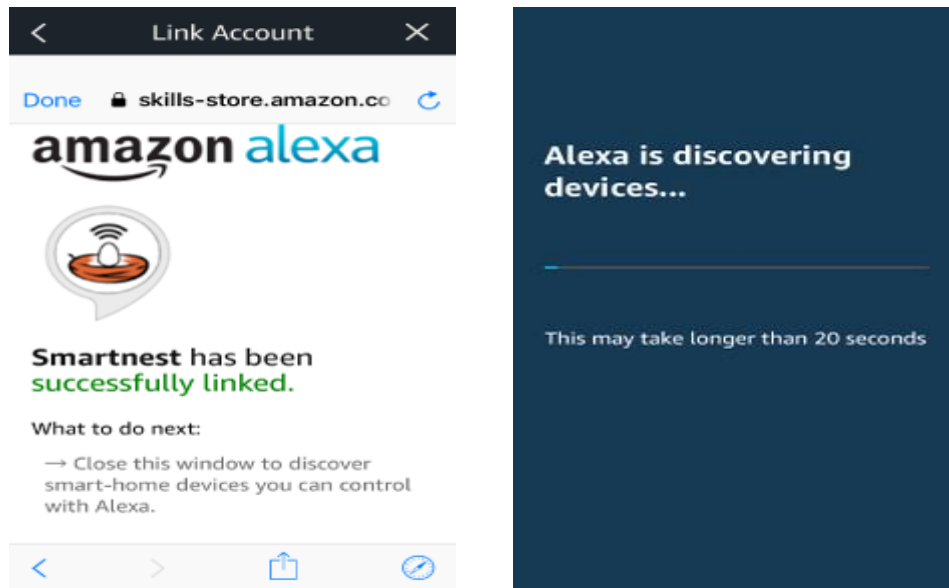 Link Account
Done skills-store.amazon.co
amazon alexa
Smartnest has been
successfully linked.
What to do next:
→ Close this window to discover
smart-home devices you can control
with Alexa.
Alexa is discovering
devices...
This may take longer than 20 seconds